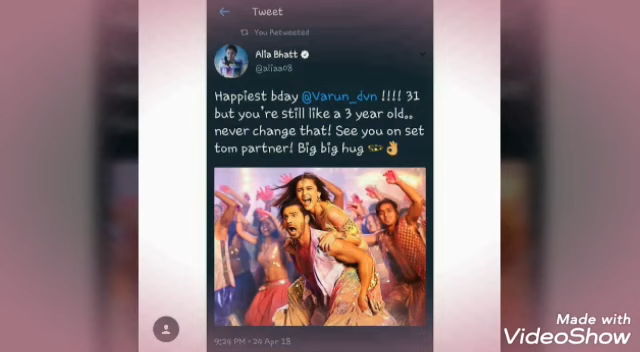 Tweet
You Retweeted
Alia Bhatt
@aliaa08
Happiest bday @Varun_dvn !!!! 31
but you're still like a 3 year old..
never change that! See you on set
tom partner! Big big hug
9:24 PM • 24 Apr 18
Made with
VideoShow